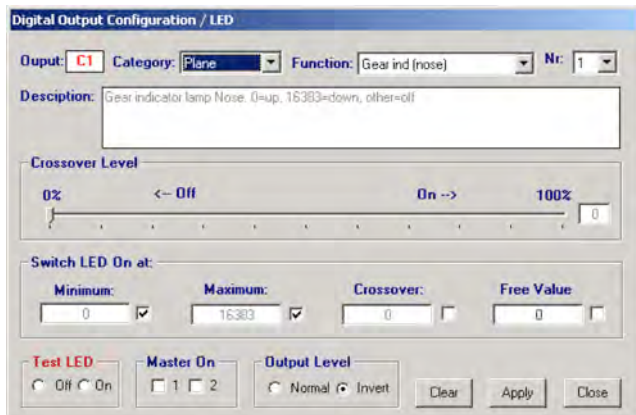 Digital Output Configuration / LED
Ouput: C1 Category: Plane Function: Gear ind (nose) Nr: 1
Desciption: Gear indicator lamp Nose. 0=up, 16383=down, other=off
Crossover Level
0% <-- Off On --> 100%
0
Switch LED On at:
Minimum: Maximum: Crossover: Free Value
0 16383 0 0
Test LED Master On Output Level
Off On 1 2 Normal Invert Clear Apply Close